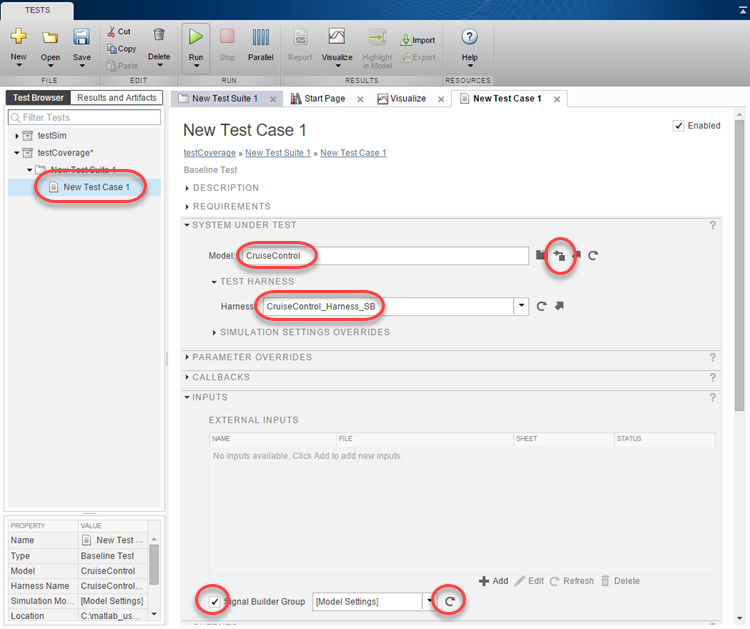 TESTS
New Open Save Cut Copy Paste Delete Run Stop Parallel Report Visualize Highlight in Model Import Export Help
FILE EDIT RUN RESULTS RESOURCES
Test Browser Results and Artifacts
New Test Suite 1 × Start Page × Visualize × New Test Case 1 ×
Filter Tests
testSim
testCoverage*
New Test Suite 1
New Test Case 1
New Test Case 1
Enabled
testCoverage » New Test Suite 1 » New Test Case 1
Baseline Test
DESCRIPTION
REQUIREMENTS
SYSTEM UNDER TEST ?
Model: CruiseControl
TEST HARNESS
Harness: CruiseControl_Harness_SB
SIMULATION SETTINGS OVERRIDES
PARAMETER OVERRIDES ?
CALLBACKS ?
INPUTS ?
EXTERNAL INPUTS
NAME FILE SHEET STATUS
No inputs available. Click Add to add new inputs.
Add Edit Refresh Delete
Signal Builder Group [Model Settings]
PROPERTY VALUE
Name New Test ...
Type Baseline Test
Model CruiseControl
Harness Name CruiseControl...
Simulation Mo... [Model Settings]
Location C:\matlab_us...